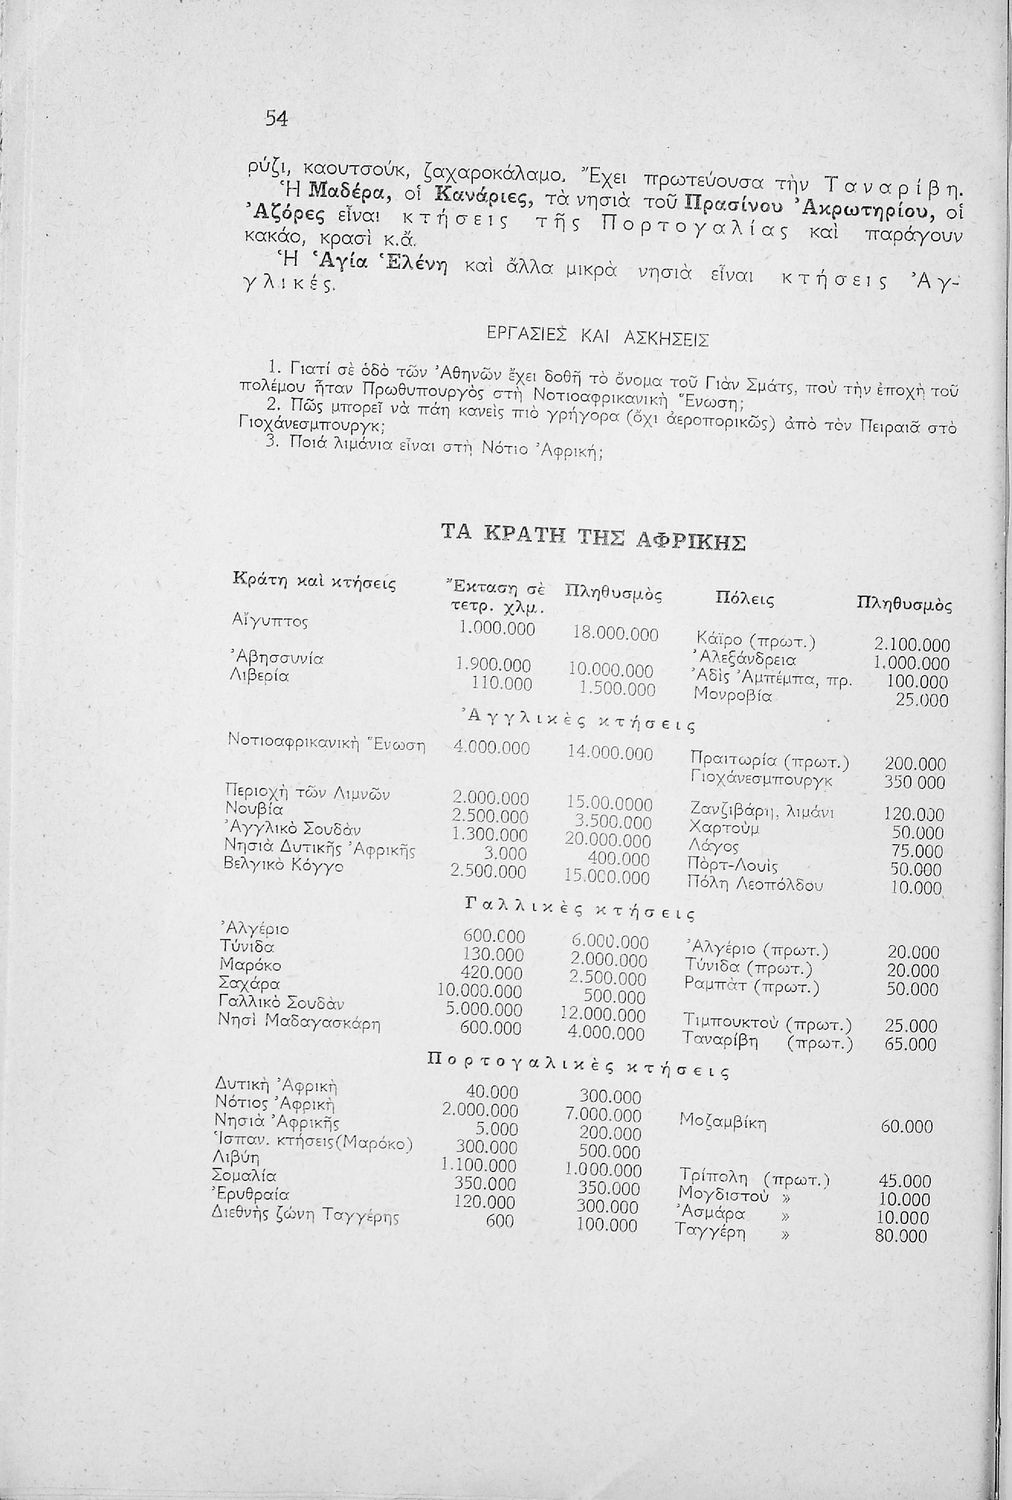 54
ρύζι, καουτσούκ, ζαχαροκάλαμο. Ἔχει πρωτεύουσα τὴν Ταναρίβη.
Ἡ Μαδέρα, οἱ Κανάριες, τὰ νησιὰ τοῦ Πρασίνου Ἀκρωτηρίου, οἱ
Ἀζόρες εἶναι κτήσεις τῆς Πορτογαλίας καὶ παράγουν
κακάο, κρασὶ κ.ἄ.
Ἡ Ἁγία Ἑλένη καὶ ἄλλα μικρὰ νησιὰ εἶναι κτήσεις Ἀγ-
γλικές.
ΕΡΓΑΣΙΕΣ ΚΑΙ ΑΣΚΗΣΕΙΣ
1. Γιατί σὲ ὁδὸ τῶν Ἀθηνῶν ἔχει δοθῆ τὸ ὄνομα τοῦ Γιὰν Σμάτς, ποὺ τὴν ἐποχὴ τοῦ
πολέμου ἦταν Πρωθυπουργὸς στὴ Νοτιοαφρικανικὴ Ἕνωση;
2. Πῶς μπορεῖ νὰ πάη κανεὶς πιὸ γρήγορα (ὄχι ἀεροπορικῶς) ἀπὸ τὸν Πειραιᾶ στὸ
Γιοχάνεσμπουργκ;
3. Ποιά λιμάνια εἶναι στὴ Νότιο Ἀφρική;
ΤΑ ΚΡΑΤΗ ΤΗΣ ΑΦΡΙΚΗΣ
Κράτη καὶ κτήσεις Ἔκταση σὲ τετρ. χλμ. Πληθυσμὸς Πόλεις Πληθυσμὸς
Αἴγυπτος 1.000.000 18.000.000 Κάϊρο (πρωτ.) 2.100.000
Ἀλεξάνδρεια 1.000.000
Ἀβησσυνία 1.900.000 10.000.000 Ἀδὶς Ἀμπέμπα, πρ. 100.000
Λιβερία 110.000 1.500.000 Μονροβία 25.000
Ἀγγλικὲς κτήσεις
Νοτιοαφρικανικὴ Ἕνωση 4.000.000 14.000.000 Πραιτωρία (πρωτ.) 200.000
Γιοχάνεσμπουργκ 350 000
Περιοχὴ τῶν Λιμνῶν 2.000.000 15.00.0000 Ζανζιβάρη, λιμάνι 120.000
Νουβία 2.500.000 3.500.000 Χαρτοὺμ 50.000
Ἀγγλικὸ Σουδὰν 1.300.000 20.000.000 Λάγος 75.000
Νησιὰ Δυτικῆς Ἀφρικῆς 3.000 400.000 Πὸρτ-Λουὶς 50.000
Βελγικὸ Κόγγο 2.500.000 15.000.000 Πόλη Λεοπόλδου 10.000
Γαλλικὲς κτήσεις
Ἀλγέριο 600.000 6.000.000 Ἀλγέριο (πρωτ.) 20.000
Τύνιδα 130.000 2.000.000 Τύνιδα (πρωτ.) 20.000
Μαρόκο 420.000 2.500.000 Ραμπὰτ (πρωτ.) 50.000
Σαχάρα 10.000.000 500.000
Γαλλικὸ Σουδὰν 5.000.000 12.000.000 Τιμπουκτοὺ (πρωτ.) 25.000
Νησὶ Μαδαγασκάρη 600.000 4.000.000 Ταναρίβη (πρωτ.) 65.000
Πορτογαλικὲς κτήσεις
Δυτικὴ Ἀφρικὴ 40.000 300.000
Νότιος Ἀφρικὴ 2.000.000 7.000.000 Μοζαμβίκη 60.000
Νησιὰ Ἀφρικῆς 5.000 200.000
Ἱσπαν. κτήσεις(Μαρόκο) 300.000 500.000
Λιβύη 1.100.000 1.000.000 Τρίπολη (πρωτ.) 45.000
Σομαλία 350.000 350.000 Μογδιστοὺ » 10.000
Ἐρυθραία 120.000 300.000 Ἀσμάρα » 10.000
Διεθνὴς ζώνη Ταγγέρης 600 100.000 Ταγγέρη » 80.000